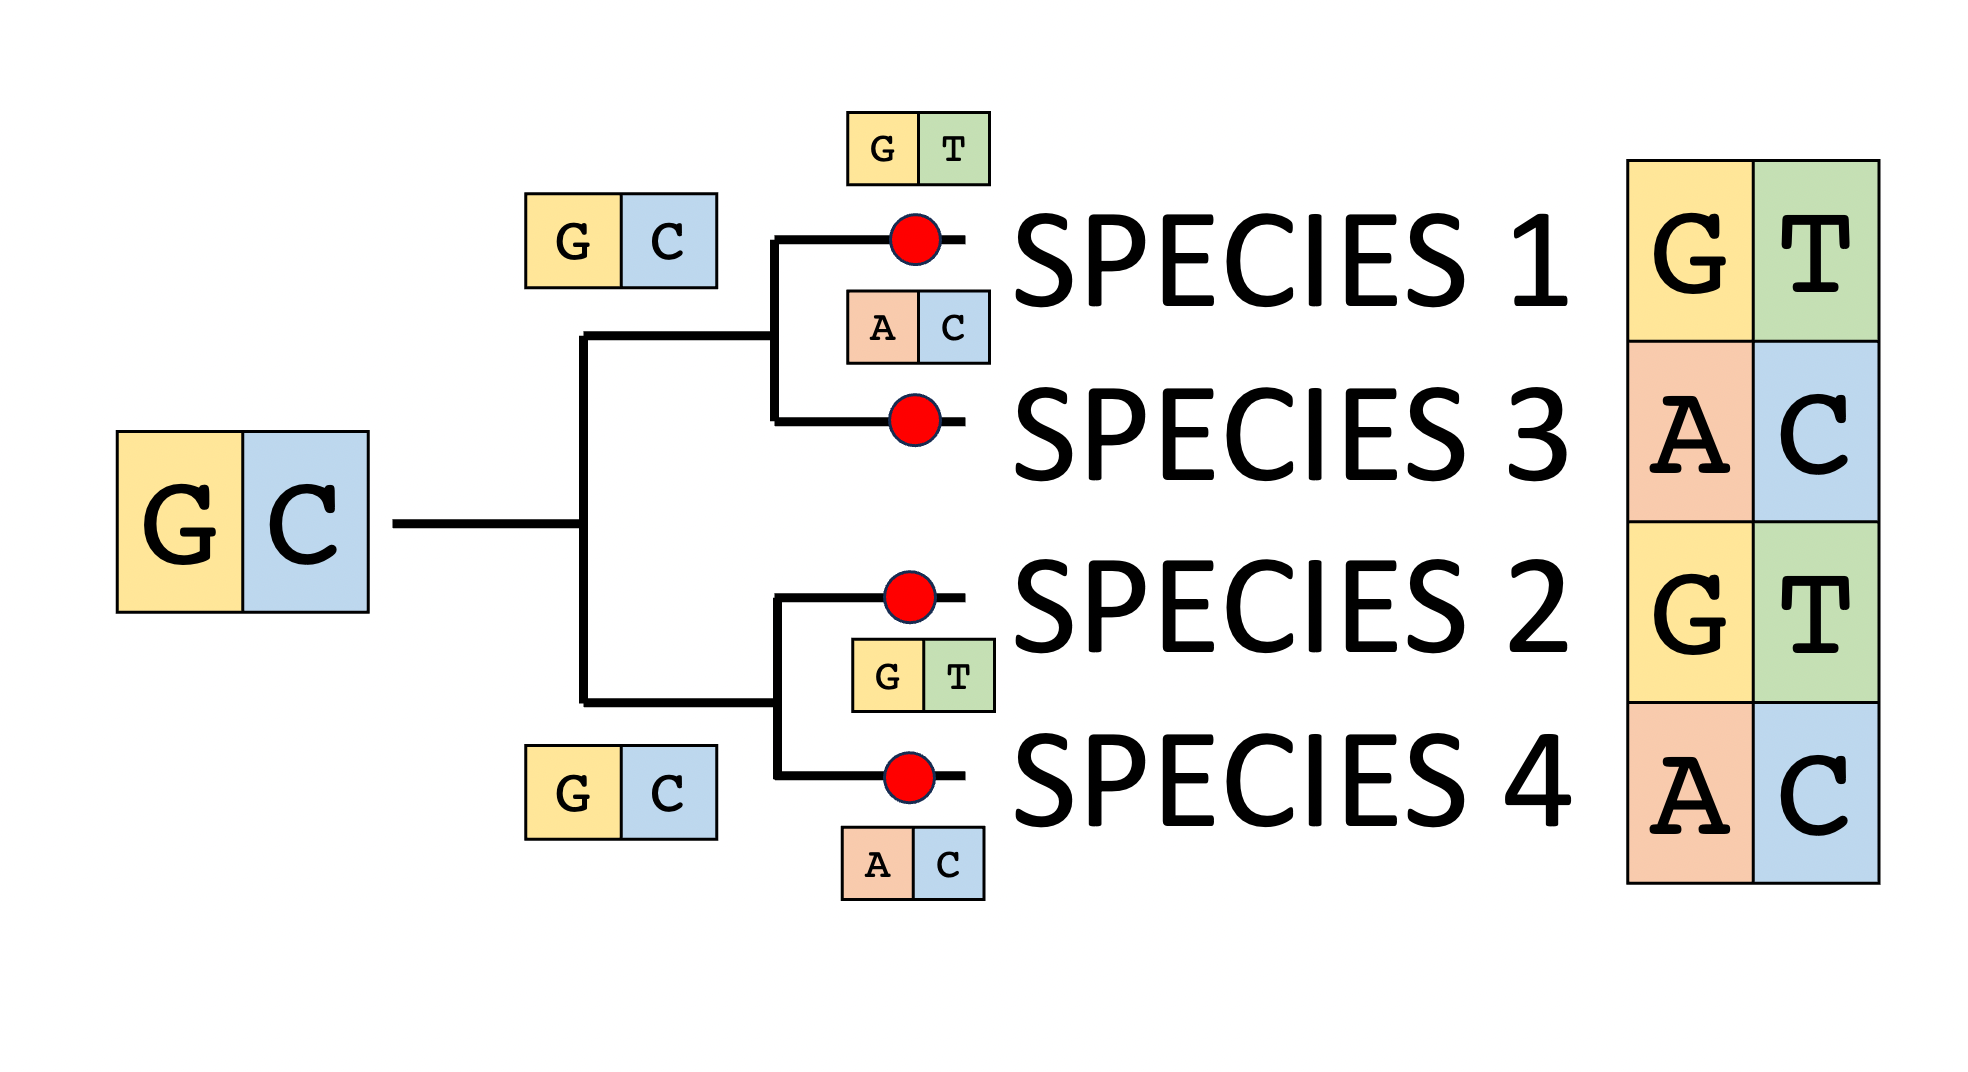 G T
G C
SPECIES 1 G T
A C
SPECIES 3 A C
G C
SPECIES 2 G T
G T
SPECIES 4 A C
G C
A C